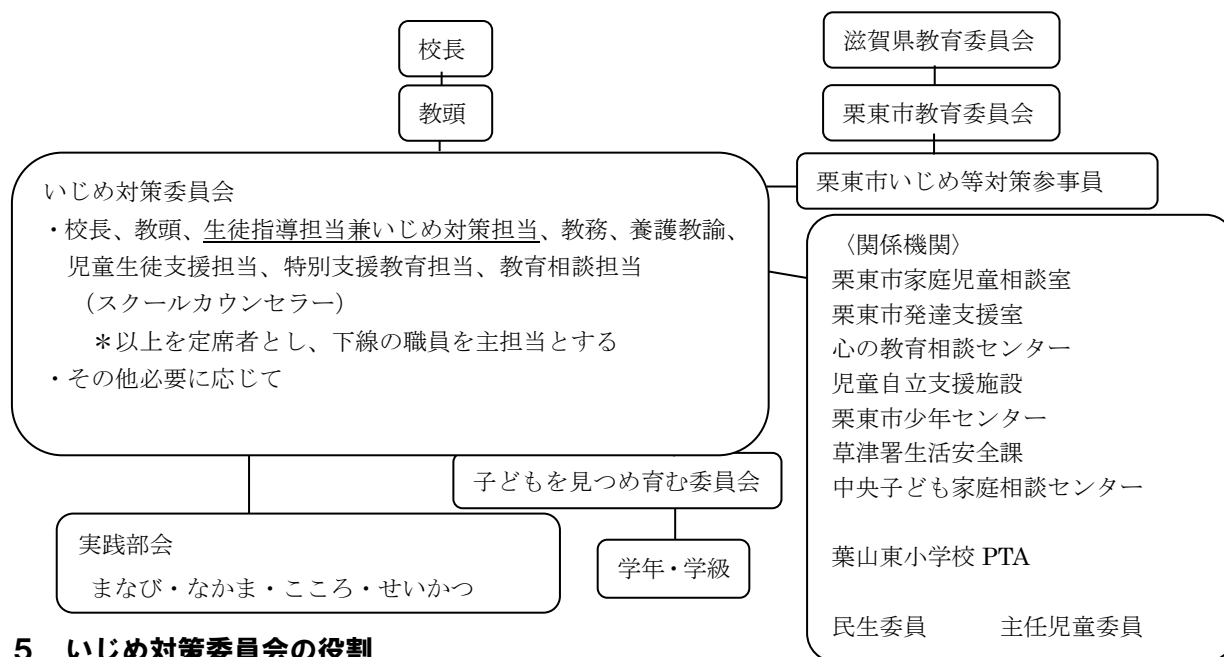 校長
教頭
滋賀県教育委員会
栗東市教育委員会
栗東市いじめ等対策参事員
いじめ対策委員会
・校長、教頭、生徒指導担当兼いじめ対策担当、教務、養護教諭、
児童生徒支援担当、特別支援教育担当、教育相談担当
（スクールカウンセラー）
＊以上を定席者とし、下線の職員を主担当とする
・その他必要に応じて
〈関係機関〉
栗東市家庭児童相談室
栗東市発達支援室
心の教育相談センター
児童自立支援施設
栗東市少年センター
草津署生活安全課
中央子ども家庭相談センター
葉山東小学校 PTA
民生委員　　主任児童委員
子どもを見つめ育む委員会
学年・学級
実践部会
まなび・なかま・こころ・せいかつ
５　いじめ対策委員会の役割